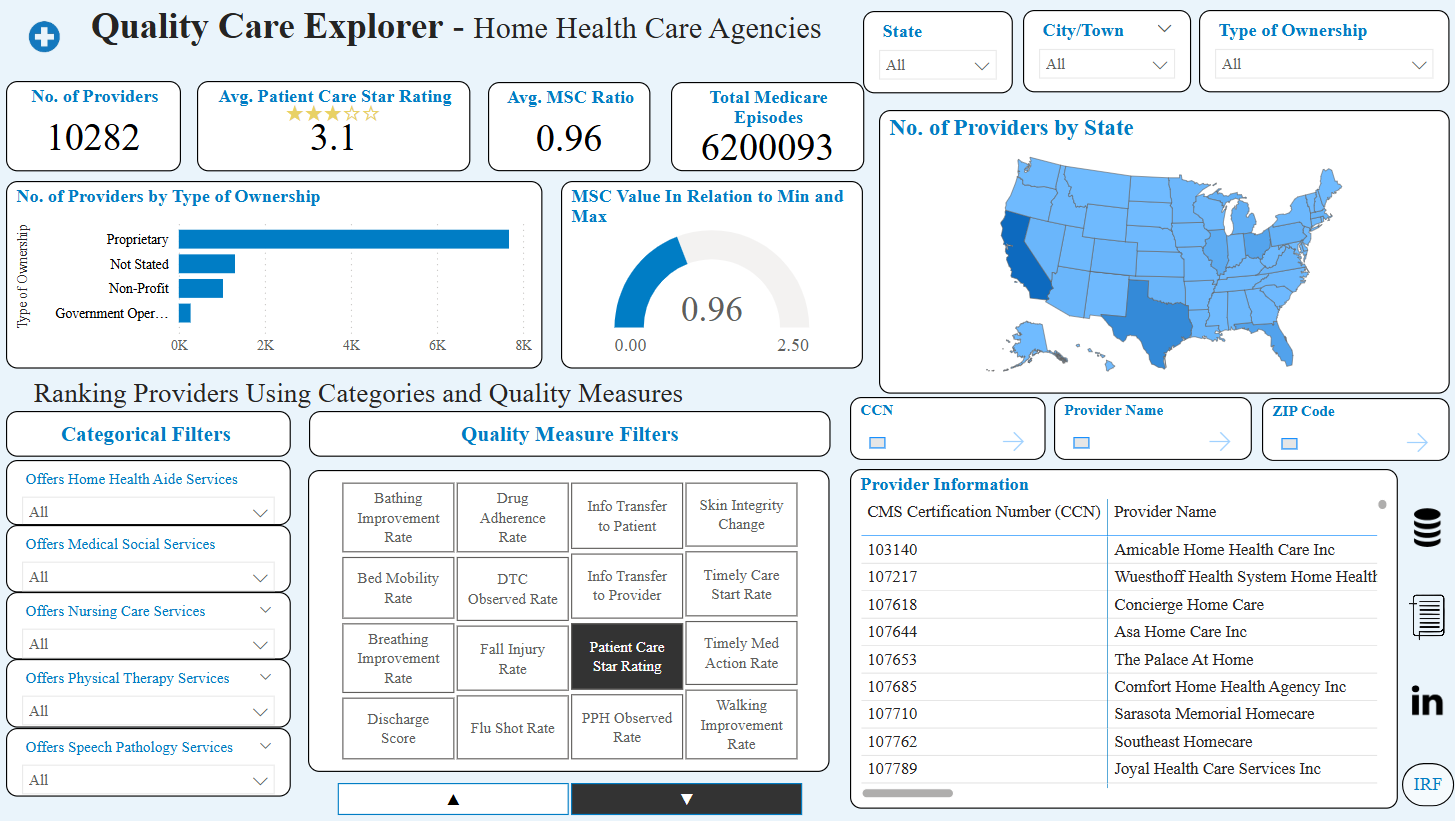 Quality Care Explorer - Home Health Care Agencies
State
All
City/Town
All
Type of Ownership
All
No. of Providers
10282
Avg. Patient Care Star Rating
3.1
Avg. MSC Ratio
0.96
Total Medicare
Episodes
6200093
No. of Providers by Type of Ownership
Type of Ownership
Proprietary
Not Stated
Non-Profit
Government Oper…
0K
2K
4K
6K
8K
MSC Value In Relation to Min and
Max
0.96
0.00
2.50
No. of Providers by State
Ranking Providers Using Categories and Quality Measures
Categorical Filters
Offers Home Health Aide Services
All
Offers Medical Social Services
All
Offers Nursing Care Services
All
Offers Physical Therapy Services
All
Offers Speech Pathology Services
All
Quality Measure Filters
Bathing
Improvement
Rate
Drug
Adherence
Rate
Info Transfer
to Patient
Skin Integrity
Change
Bed Mobility
Rate
DTC
Observed Rate
Info Transfer
to Provider
Timely Care
Start Rate
Breathing
Improvement
Rate
Fall Injury
Rate
Patient Care
Star Rating
Timely Med
Action Rate
Discharge
Score
Flu Shot Rate
PPH Observed
Rate
Walking
Improvement
Rate
▲
▼
CCN
Provider Name
ZIP Code
Provider Information
CMS Certification Number (CCN) Provider Name
103140 Amicable Home Health Care Inc
107217 Wuesthoff Health System Home Health
107618 Concierge Home Care
107644 Asa Home Care Inc
107653 The Palace At Home
107685 Comfort Home Health Agency Inc
107710 Sarasota Memorial Homecare
107762 Southeast Homecare
107789 Joyal Health Care Services Inc
in
IRF